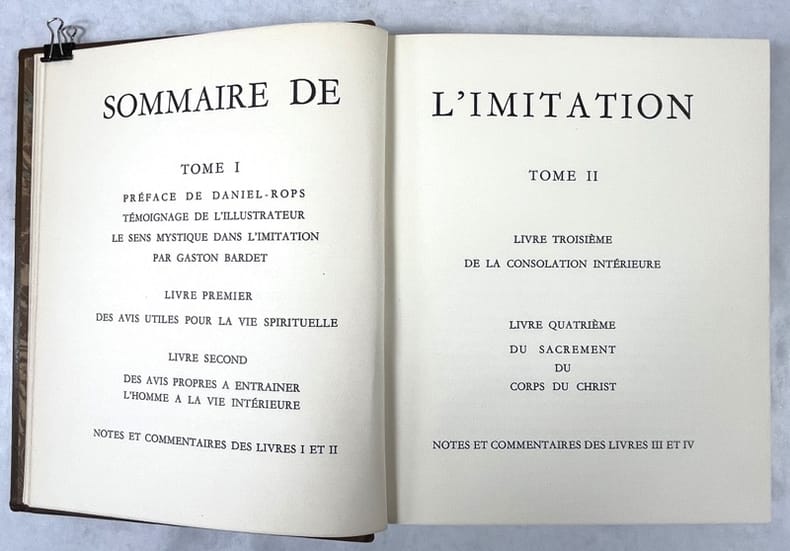 SOMMAIRE DE
TOME I
PRÉFACE DE DANIEL-ROPS
TÉMOIGNAGE DE L'ILLUSTRATEUR
LE SENS MYSTIQUE DANS L'IMITATION
PAR GASTON BARDET
LIVRE PREMIER
DES AVIS UTILES POUR LA VIE SPIRITUELLE
LIVRE SECOND
DES AVIS PROPRES A ENTRAINER
L'HOMME A LA VIE INTÉRIEURE
NOTES ET COMMENTAIRES DES LIVRES I ET II
L'IMITATION
TOME II
LIVRE TROISIÈME
DE LA CONSOLATION INTÉRIEURE
LIVRE QUATRIÈME
DU SACREMENT
DU
CORPS DU CHRIST
NOTES ET COMMENTAIRES DES LIVRES III ET IV